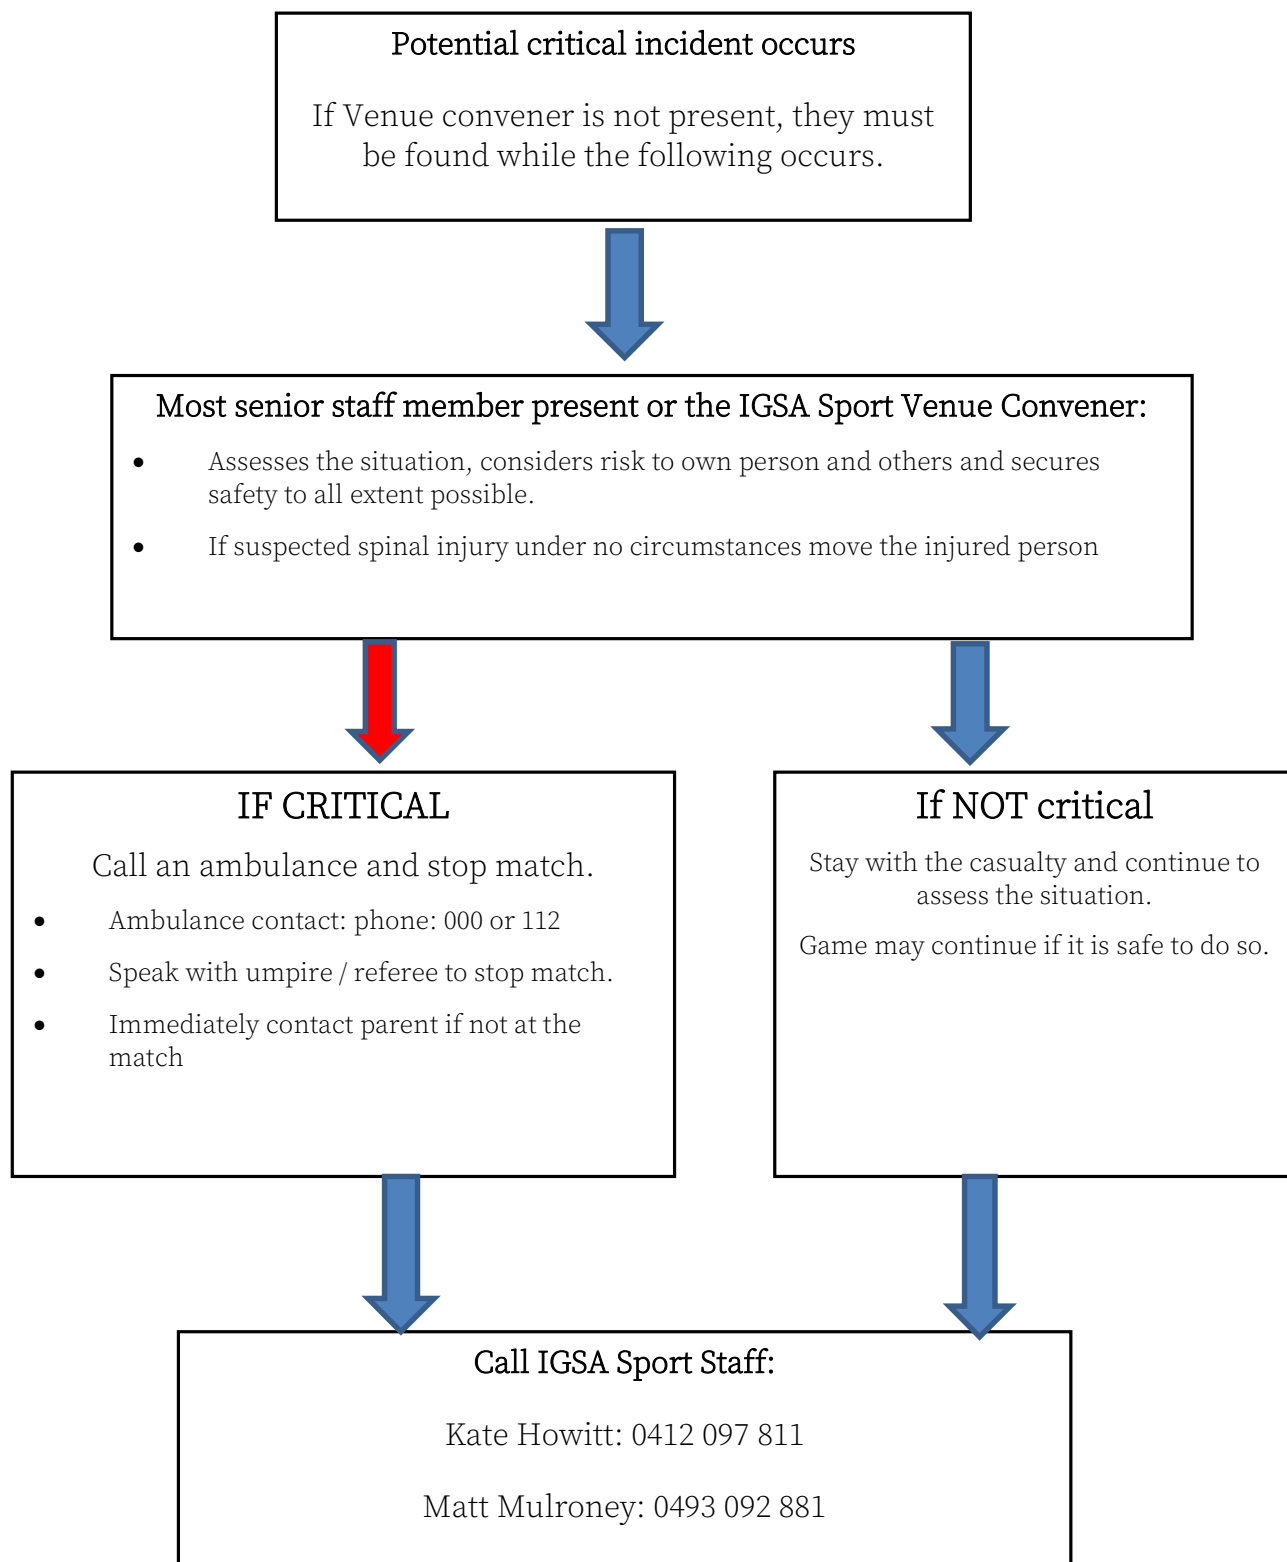 Potential critical incident occurs
If Venue convener is not present, they must
be found while the following occurs.
Most senior staff member present or the IGSA Sport Venue Convener:
• Assesses the situation, considers risk to own person and others and secures
safety to all extent possible.
• If suspected spinal injury under no circumstances move the injured person
IF CRITICAL
Call an ambulance and stop match.
• Ambulance contact: phone: 000 or 112
• Speak with umpire / referee to stop match.
• Immediately contact parent if not at the
match
If NOT critical
Stay with the casualty and continue to
assess the situation.
Game may continue if it is safe to do so.
Call IGSA Sport Staff:
Kate Howitt: 0412 097 811
Matt Mulroney: 0493 092 881